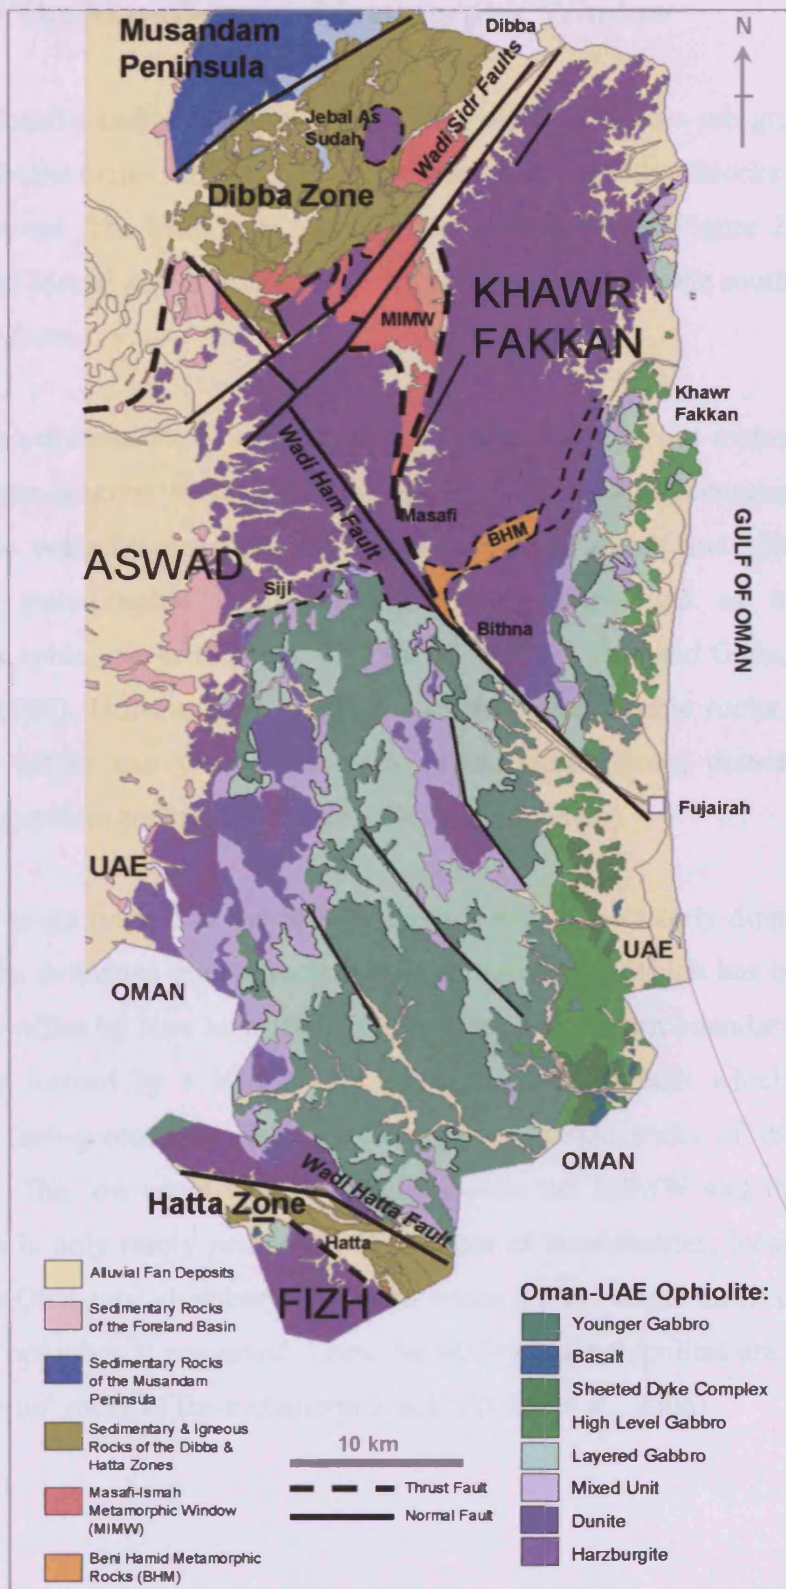 Musandam
Peninsula
Dibba
N
Jebal As
Sudah
Wadi Sidr Faults
Dibba Zone
KHAWR
FAKKAN
MIMW
Khawr
Fakkan
Wadi Ham Fault
Masafi
BHM
GULF OF OMAN
ASWAD
Siji
Bithna
Fujairah
UAE
UAE
OMAN
OMAN
Wadi Hatta Fault
Hatta Zone
Hatta
FIZH
Alluvial Fan Deposits
Sedimentary Rocks
of the Foreland Basin
Sedimentary Rocks
of the Musandam
Peninsula
Sedimentary & Igneous
Rocks of the Dibba &
Hatta Zones
Masafi-Ismah
Metamorphic Window
(MIMW)
Beni Hamid Metamorphic
Rocks (BHM)
10 km
Thrust Fault
Normal Fault
Oman-UAE Ophiolite:
Younger Gabbro
Basalt
Sheeted Dyke Complex
High Level Gabbro
Layered Gabbro
Mixed Unit
Dunite
Harzburgite